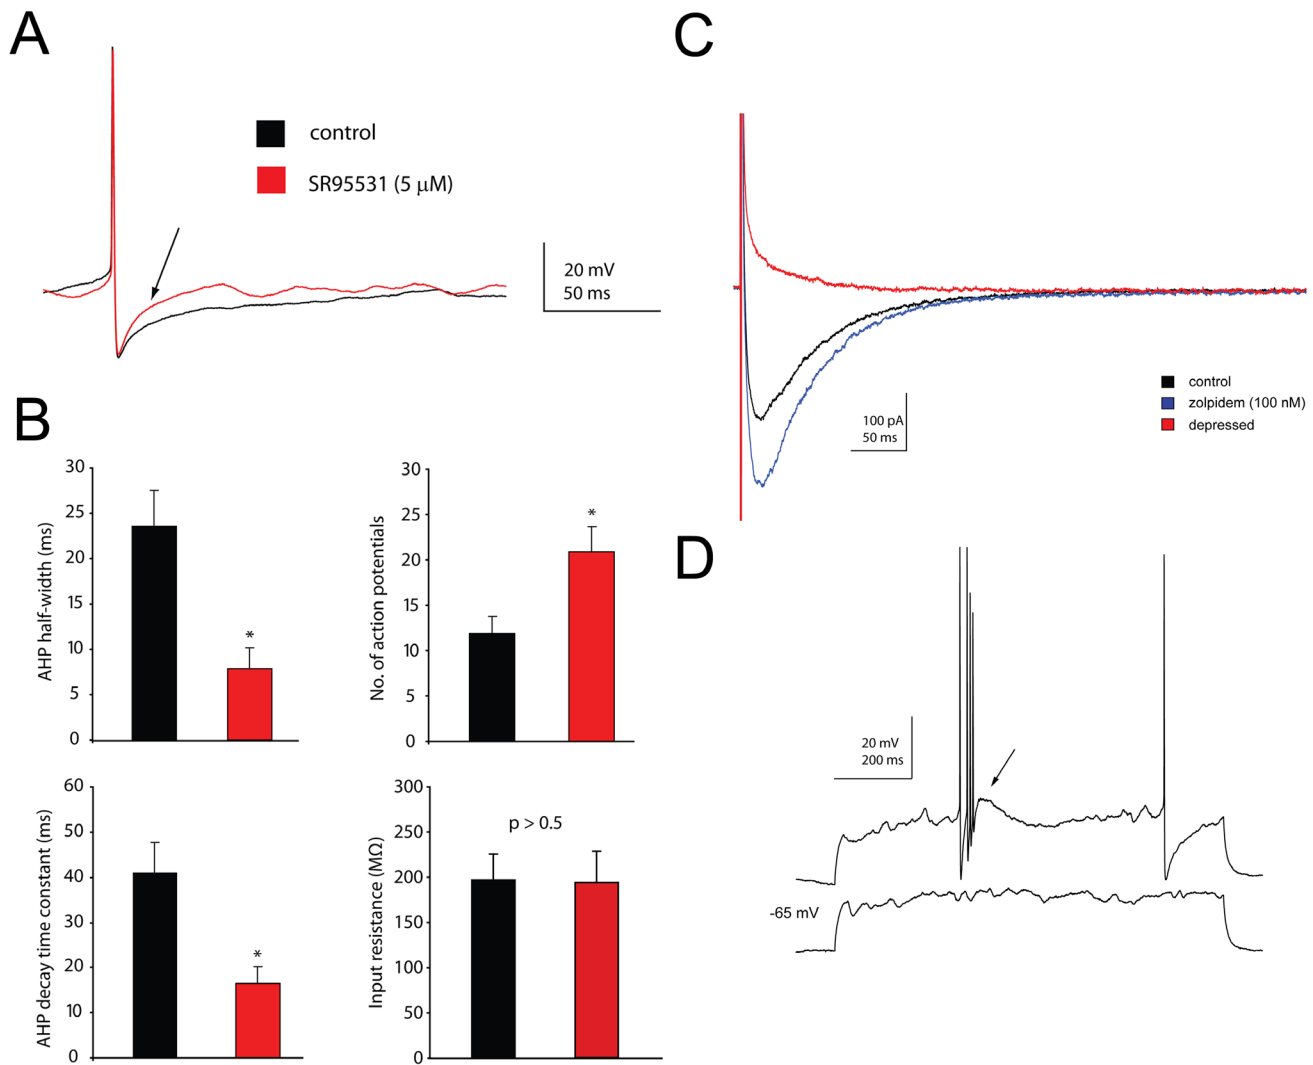 A
control
SR95531 (5 μM)
20 mV
50 ms
B
30
25
20
15
10
5
0
AHP half-width (ms)
*
30
25
20
15
10
5
0
No. of action potentials
*
60
50
40
30
20
10
0
AHP decay time constant (ms)
*
300
250
200
150
100
50
0
Input resistance (MΩ)
p > 0.5
C
100 pA
50 ms
control
zolpidem (100 nM)
depressed
D
20 mV
200 ms
-65 mV